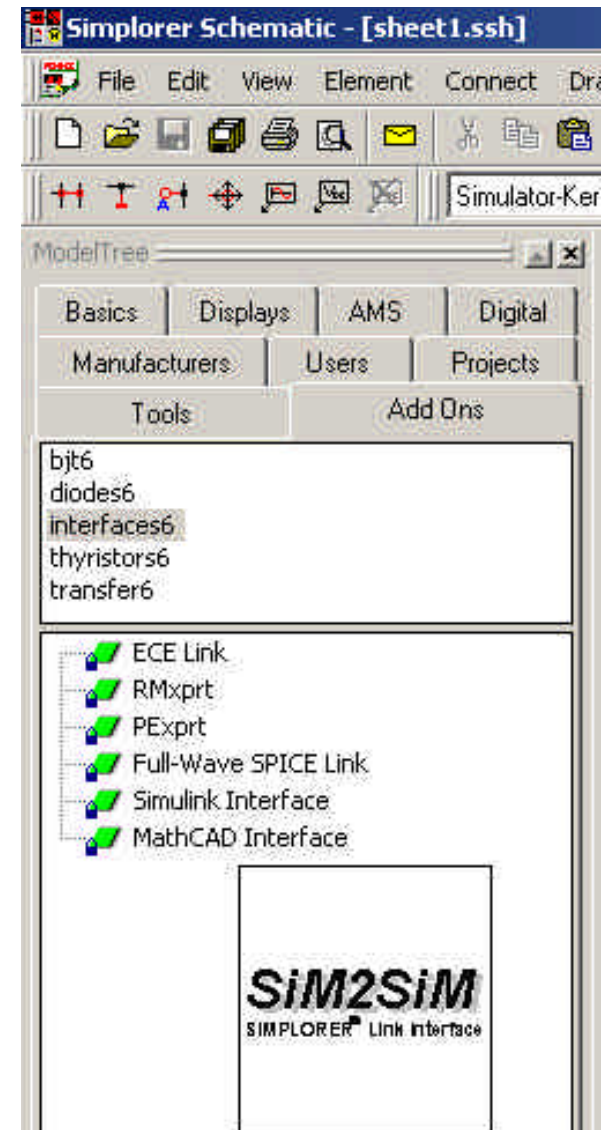 Simplorer Schematic - [sheet1.ssh]
File Edit View Element Connect Dra
Simulator-Ker
ModelTree
Basics Displays AMS Digital
Manufacturers Users Projects
Tools Add Ons
bjt6
diodes6
interfaces6
thyristors6
transfer6
ECE Link
RMxprt
PExprt
Full-Wave SPICE Link
Simulink Interface
MathCAD Interface
SiM2SiM
SIMPLORER Link Interface